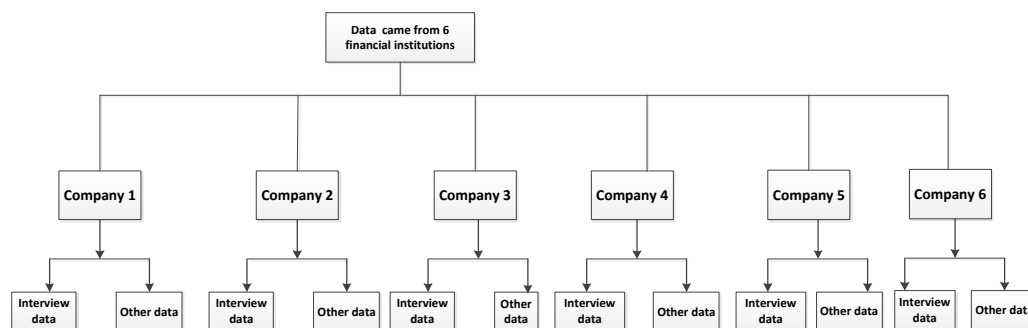 Data came from 6
financial institutions
Company 1
Company 2
Company 3
Company 4
Company 5
Company 6
Interview
data
Other data
Interview
data
Other data
Interview
data
Other
data
Interview
data
Other data
Interview
data
Other data
Interview
data
Other data